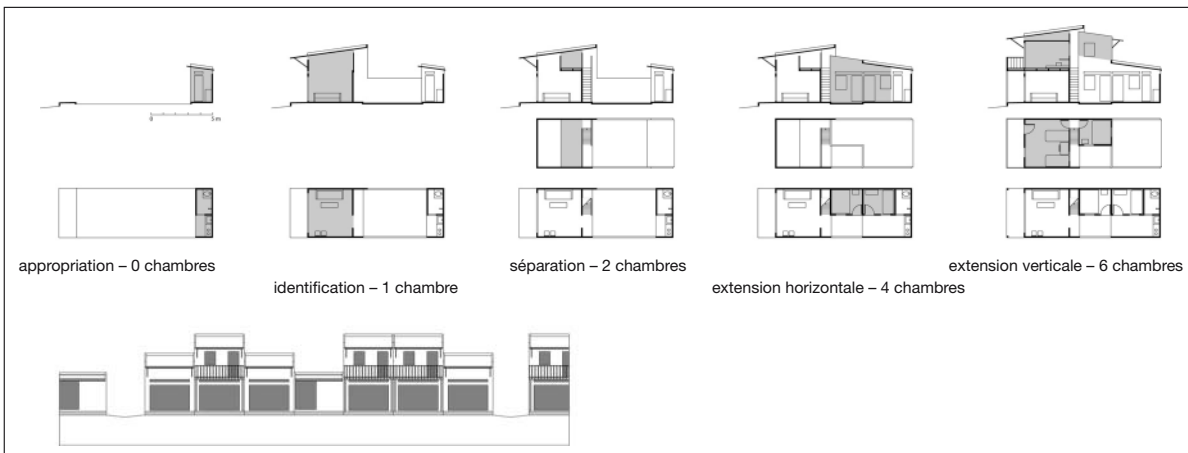 0 5 m
appropriation – 0 chambres
identification – 1 chambre
séparation – 2 chambres
extension horizontale – 4 chambres
extension verticale – 6 chambres